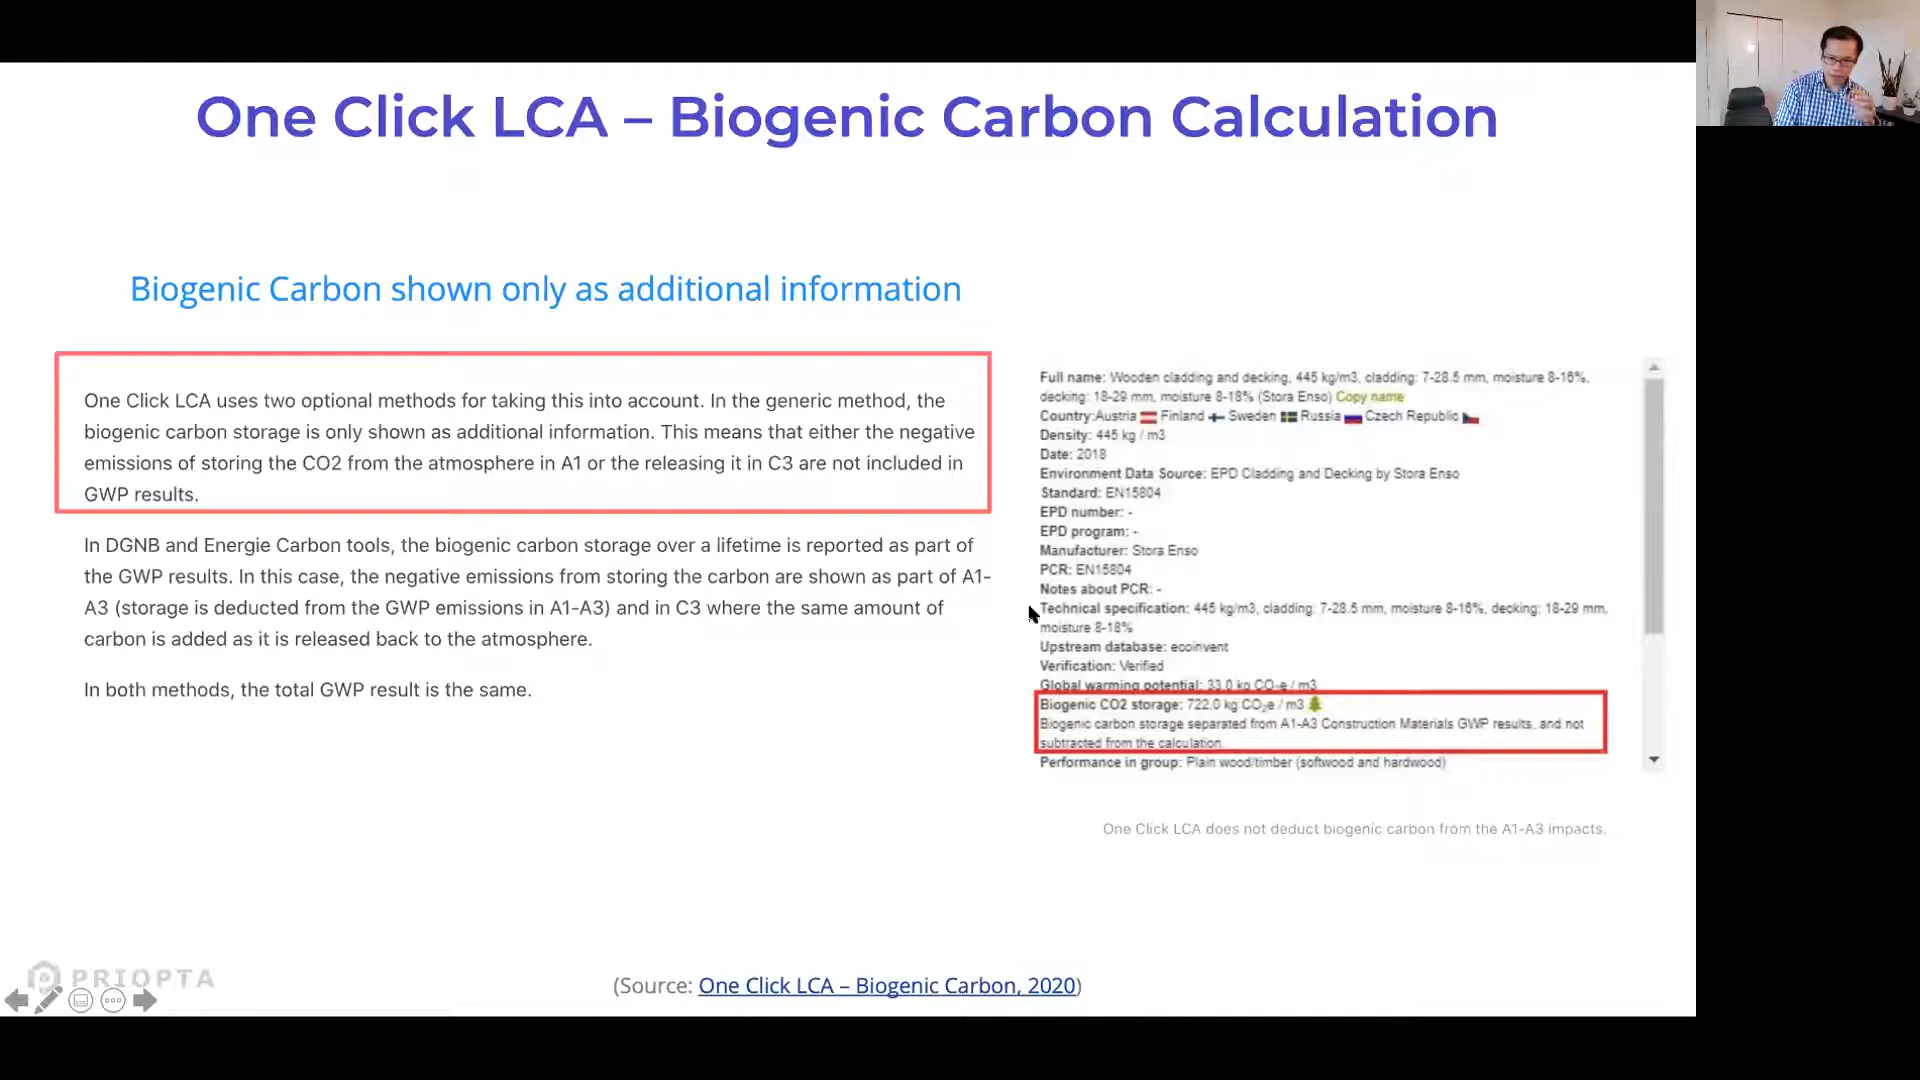 One Click LCA – Biogenic Carbon Calculation
Biogenic Carbon shown only as additional information
One Click LCA uses two optional methods for taking this into account. In the generic method, the
biogenic carbon storage is only shown as additional information. This means that either the negative
emissions of storing the CO2 from the atmosphere in A1 or the releasing it in C3 are not included in
GWP results.
In DGNB and Energie Carbon tools, the biogenic carbon storage over a lifetime is reported as part of
the GWP results. In this case, the negative emissions from storing the carbon are shown as part of A1-
A3 (storage is deducted from the GWP emissions in A1-A3) and in C3 where the same amount of
carbon is added as it is released back to the atmosphere.
In both methods, the total GWP result is the same.
Full name: Wooden cladding and decking, 445 kg/m3, cladding: 7-28.5 mm, moisture 8-16%,
decking: 18-29 mm, moisture 8-18% (Stora Enso) Copy name
Country:Austria Finland Sweden Russia Czech Republic
Density: 445 kg / m3
Date: 2018
Environment Data Source: EPD Cladding and Decking by Stora Enso
Standard: EN15804
EPD number: -
EPD program: -
Manufacturer: Stora Enso
PCR: EN15804
Notes about PCR: -
Technical specification: 445 kg/m3, cladding: 7-28.5 mm, moisture 8-16%, decking: 18-29 mm,
moisture 8-18%
Upstream database: ecoinvent
Verification: Verified
Global warming potential: 33.0 kg CO2e / m3
Biogenic CO2 storage: 722.0 kg CO2e / m3
Biogenic carbon storage separated from A1-A3 Construction Materials GWP results, and not
subtracted from the calculation.
Performance in group: Plain wood/timber (softwood and hardwood)
One Click LCA does not deduct biogenic carbon from the A1-A3 impacts.
PRIOPTA
(Source: One Click LCA – Biogenic Carbon, 2020)